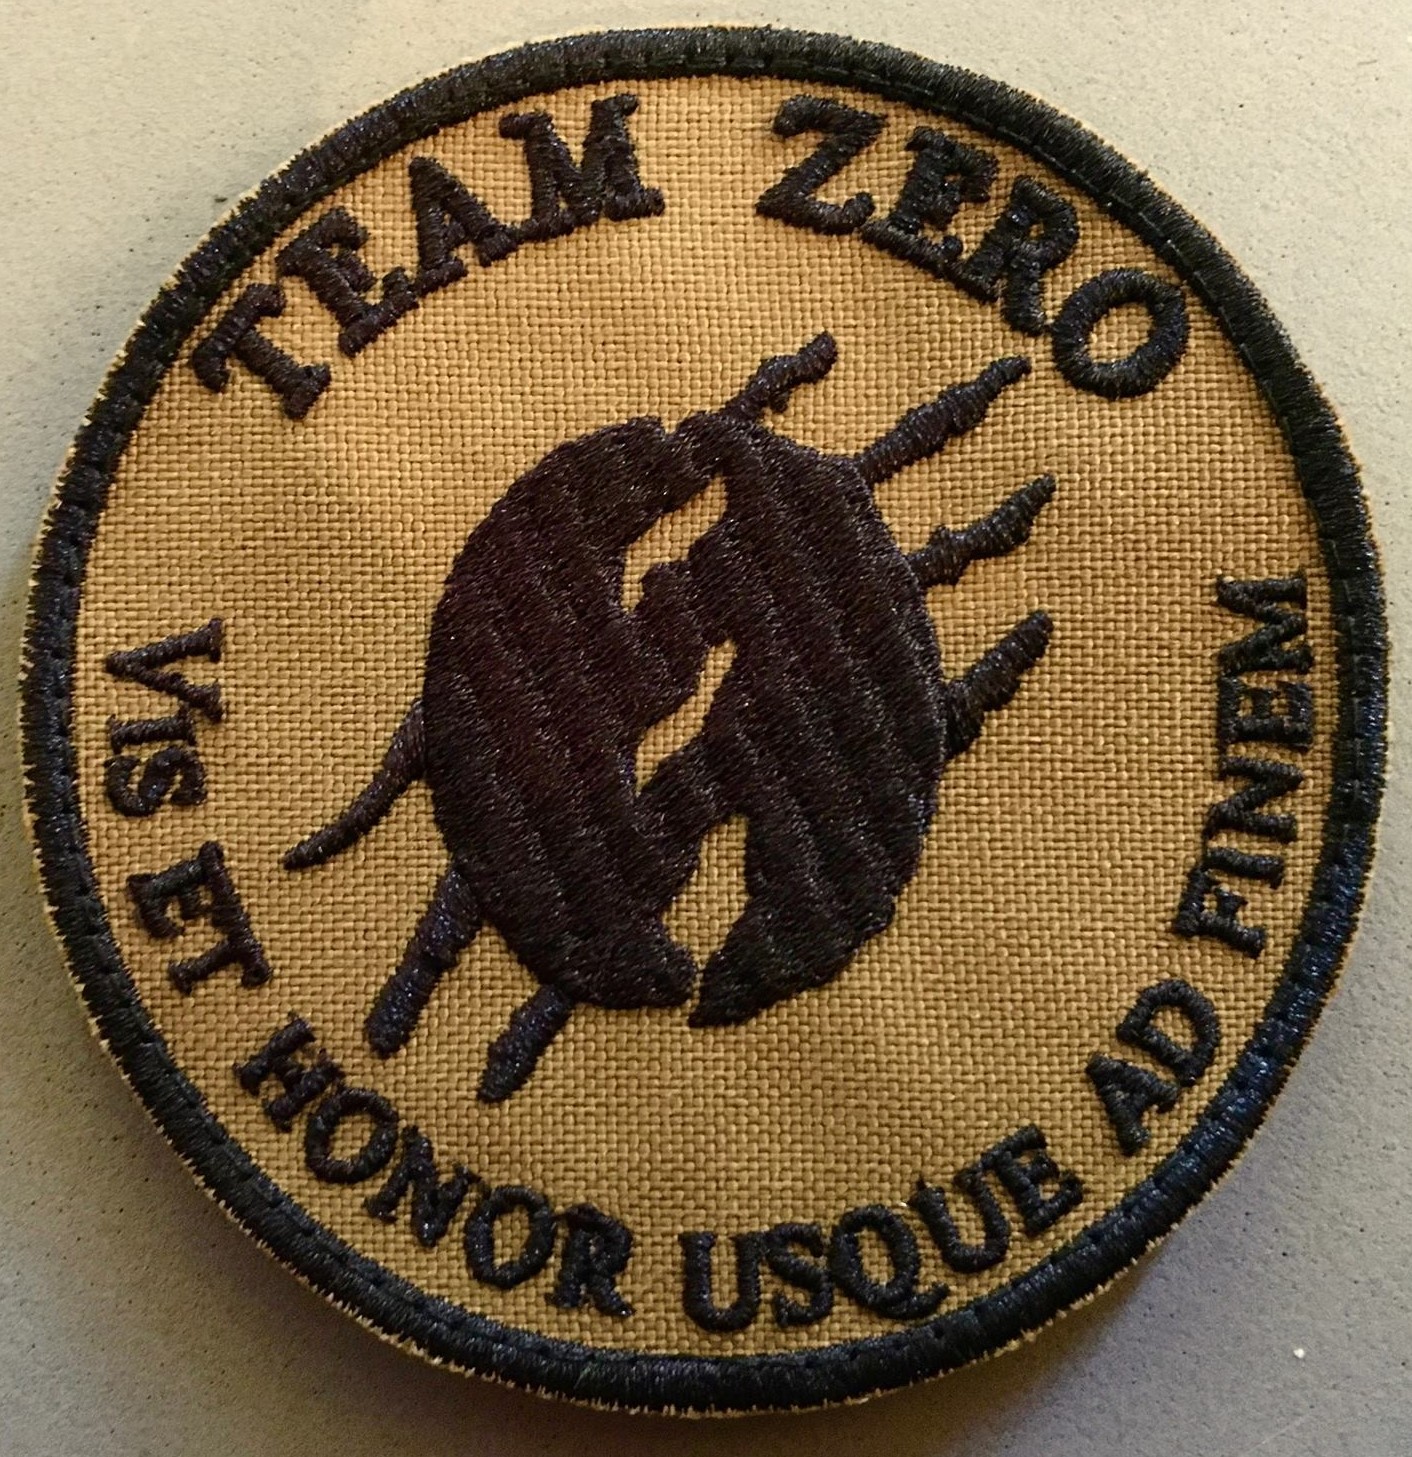 TEAM ZERO
VIS ET HONOR USQUE AD FINEM